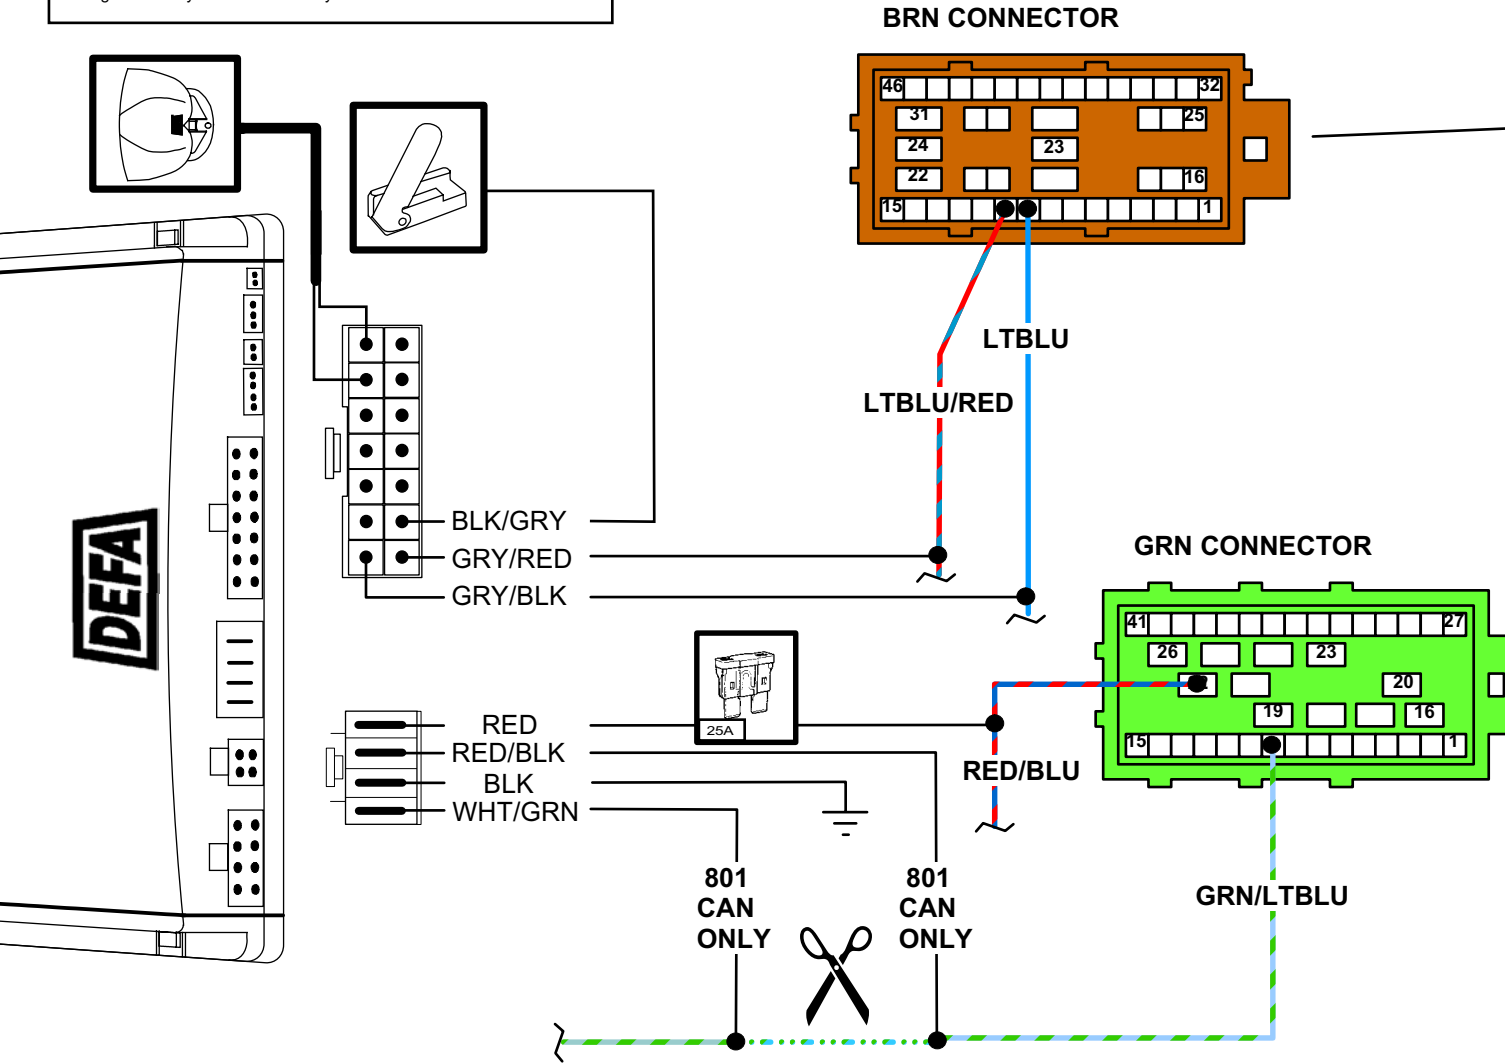 BRN CONNECTOR
46
32
31
25
24
23
22
16
15
1
LTBLU
LTBLU/RED
BLK/GRY
GRY/RED
GRY/BLK
DEFA
GRN CONNECTOR
41
27
26
23
20
19
16
15
1
25A
RED
RED/BLK
BLK
WHT/GRN
RED/BLU
801
CAN
ONLY
801
CAN
ONLY
GRN/LTBLU